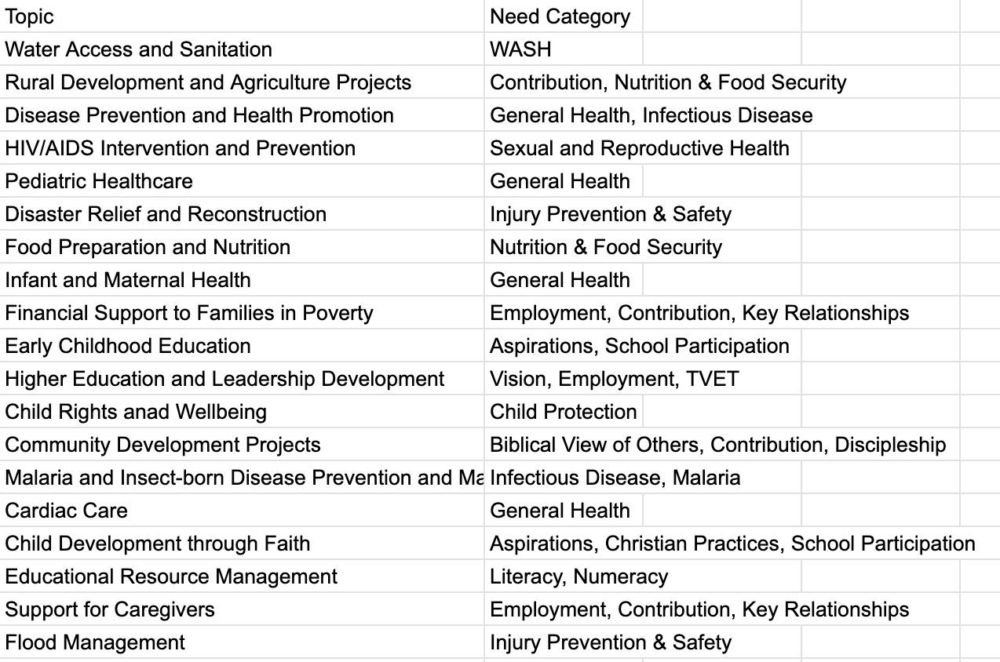 Topic Need Category
Water Access and Sanitation WASH
Rural Development and Agriculture Projects Contribution, Nutrition & Food Security
Disease Prevention and Health Promotion General Health, Infectious Disease
HIV/AIDS Intervention and Prevention Sexual and Reproductive Health
Pediatric Healthcare General Health
Disaster Relief and Reconstruction Injury Prevention & Safety
Food Preparation and Nutrition Nutrition & Food Security
Infant and Maternal Health General Health
Financial Support to Families in Poverty Employment, Contribution, Key Relationships
Early Childhood Education Aspirations, School Participation
Higher Education and Leadership Development Vision, Employment, TVET
Child Rights anad Wellbeing Child Protection
Community Development Projects Biblical View of Others, Contribution, Discipleship
Malaria and Insect-born Disease Prevention and Ma Infectious Disease, Malaria
Cardiac Care General Health
Child Development through Faith Aspirations, Christian Practices, School Participation
Educational Resource Management Literacy, Numeracy
Support for Caregivers Employment, Contribution, Key Relationships
Flood Management Injury Prevention & Safety